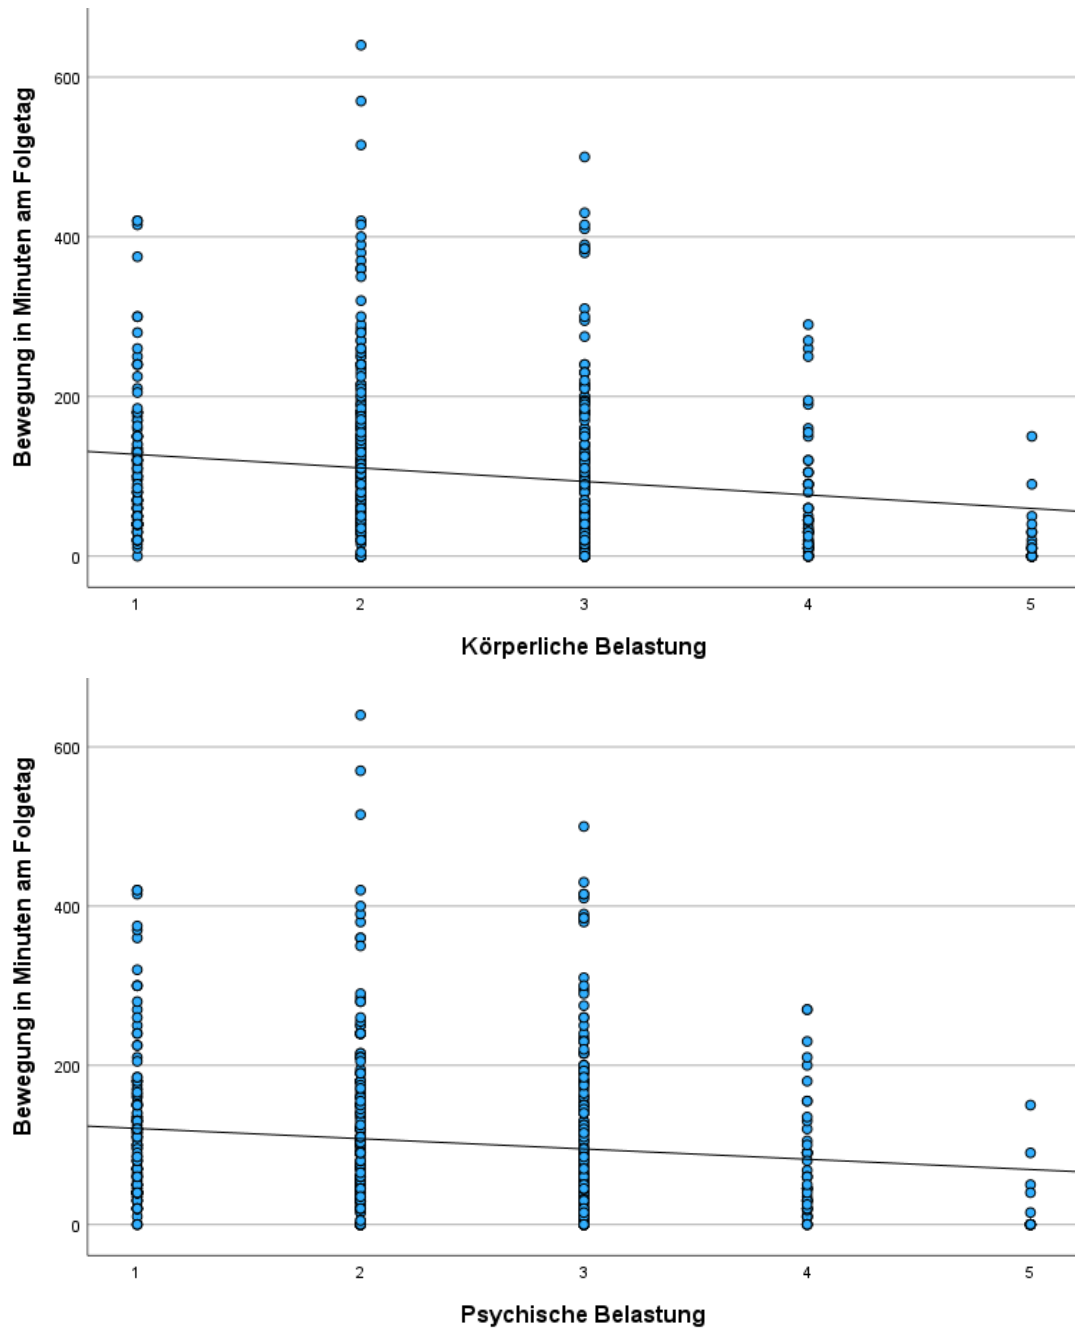 Bewegung in Minuten am Folgetag
600
400
200
0
1 2 3 4 5
Körperliche Belastung
Bewegung in Minuten am Folgetag
600
400
200
0
1 2 3 4 5
Psychische Belastung